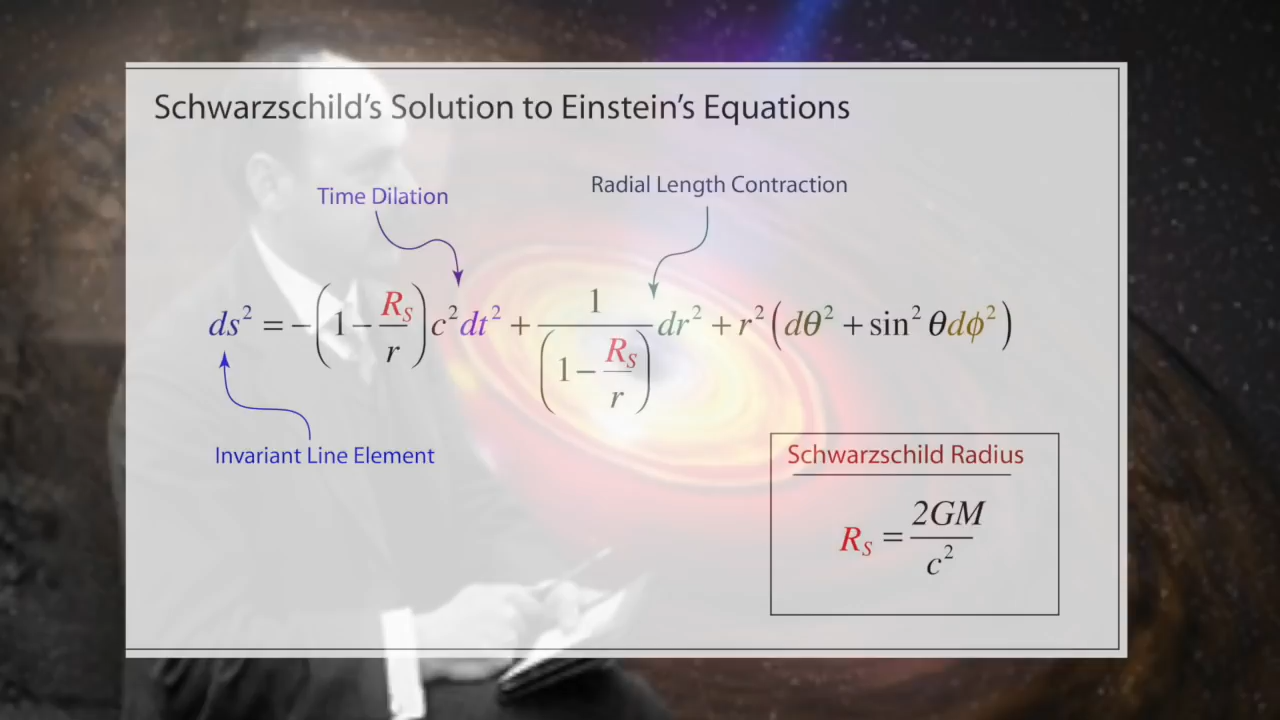 Schwarzschild's Solution to Einstein's Equations
Time Dilation
Radial Length Contraction
ds² = −(1 − R_S/r) c²dt² + 1/(1 − R_S/r) dr² + r²(dθ² + sin²θdϕ²)
Invariant Line Element
Schwarzschild Radius
R_S = 2GM/c²